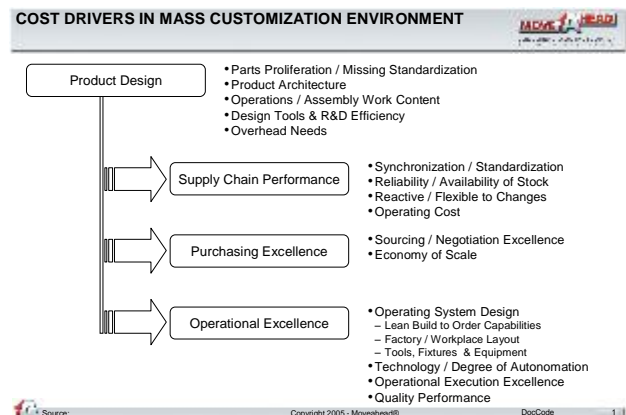 COST DRIVERS IN MASS CUSTOMIZATION ENVIRONMENT
MOVE AHEAD!
Product Design
• Parts Proliferation / Missing Standardization
• Product Architecture
• Operations / Assembly Work Content
• Design Tools & R&D Efficiency
• Overhead Needs
Supply Chain Performance
• Synchronization / Standardization
• Reliability / Availability of Stock
• Reactive / Flexible to Changes
• Operating Cost
Purchasing Excellence
• Sourcing / Negotiation Excellence
• Economy of Scale
Operational Excellence
• Operating System Design
– Lean Build to Order Capabilities
– Factory / Workplace Layout
– Tools, Fixtures & Equipment
• Technology / Degree of Autonomation
• Operational Execution Excellence
• Quality Performance
Source: Copyright 2005 - Moveahead® DocCode 1